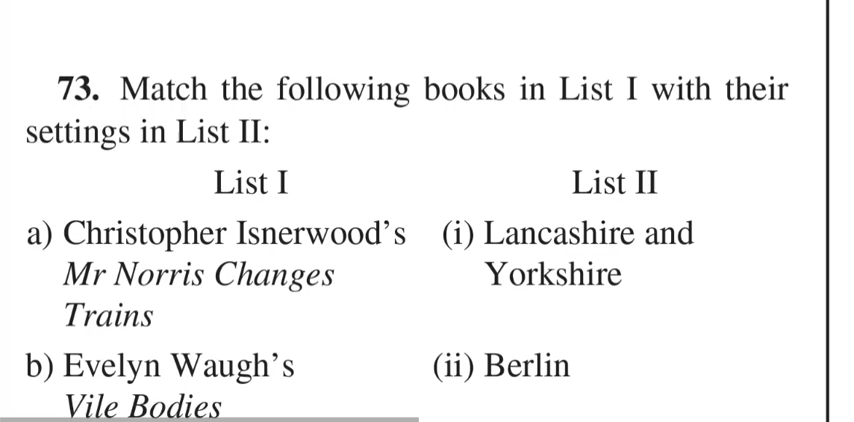 73. Match the following books in List I with their
settings in List II:
List I List II
a) Christopher Isnerwood's (i) Lancashire and
Mr Norris Changes Yorkshire
Trains
b) Evelyn Waugh's (ii) Berlin
Vile Bodies